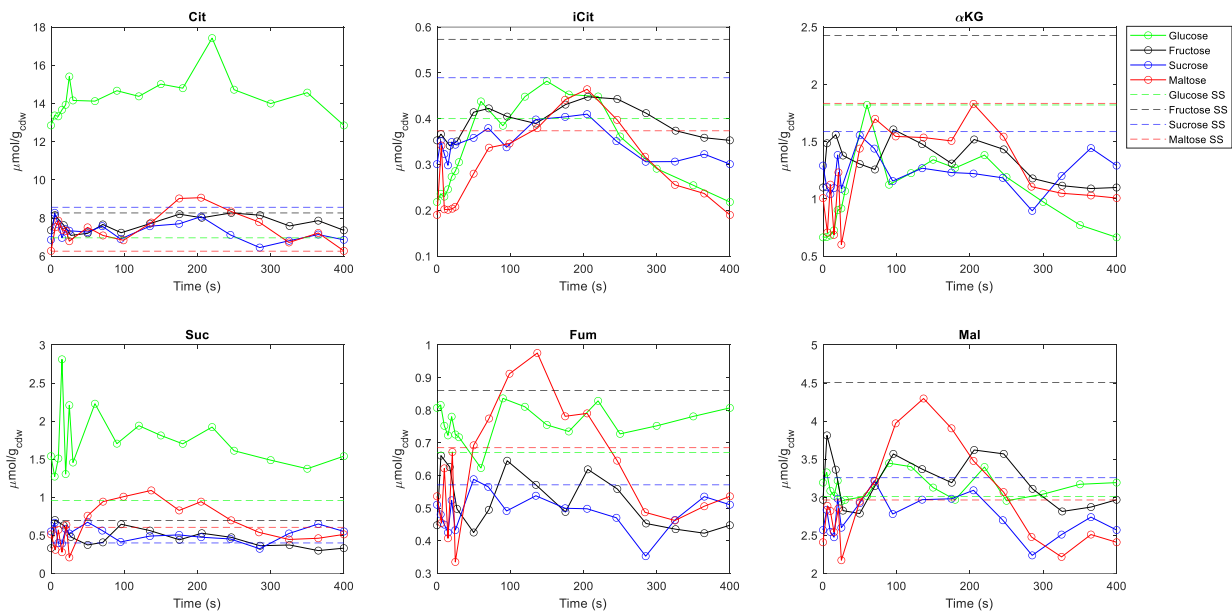 Cit
18
16
14
12
10
8
6
μmol/g_cdw
0 100 200 300 400
Time (s)
iCit
0.6
0.5
0.4
0.3
0.2
0.1
μmol/g_cdw
0 100 200 300 400
Time (s)
αKG
2.5
2
1.5
1
0.5
μmol/g_cdw
0 100 200 300 400
Time (s)
Glucose
Fructose
Sucrose
Maltose
Glucose SS
Fructose SS
Sucrose SS
Maltose SS
Suc
3
2.5
2
1.5
1
0.5
0
μmol/g_cdw
0 100 200 300 400
Time (s)
Fum
1
0.9
0.8
0.7
0.6
0.5
0.4
0.3
μmol/g_cdw
0 100 200 300 400
Time (s)
Mal
5
4.5
4
3.5
3
2.5
2
μmol/g_cdw
0 100 200 300 400
Time (s)